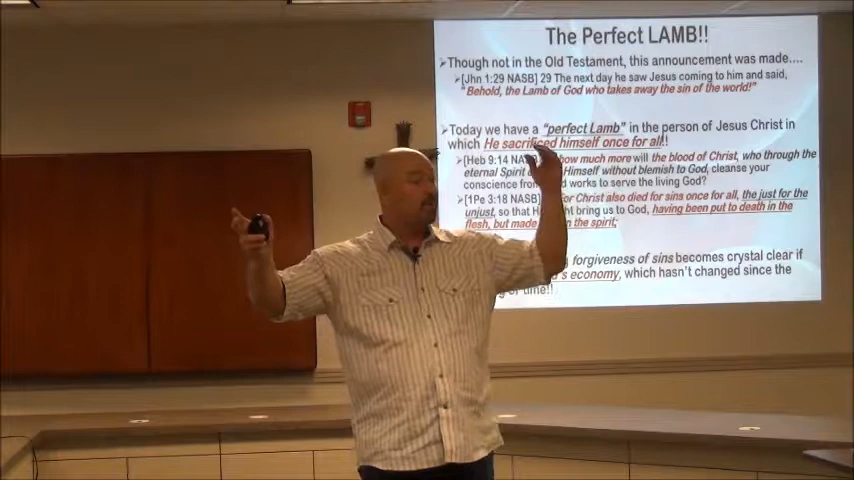 The Perfect LAMB!!
Though not in the Old Testament, this announcement was made....
[Jhn 1:29 NASB] 29 The next day he saw Jesus coming to him and said,
"Behold, the Lamb of God who takes away the sin of the world!"
Today we have a "perfect Lamb" in the person of Jesus Christ in
which He sacrificed himself once for all!!
[Heb 9:14 NASB] how much more will the blood of Christ, who through the
eternal Spirit without blemish to God, cleanse your
conscience works to serve the living God?
[1Pe 3:18 NASB] For Christ also died for sins once for all, the just for the
unjust, so that bring us to God, having been put to death in the
flesh, but made in the spirit;
forgiveness of sins becomes crystal clear if
economy which hasn't changed since the
of time!!